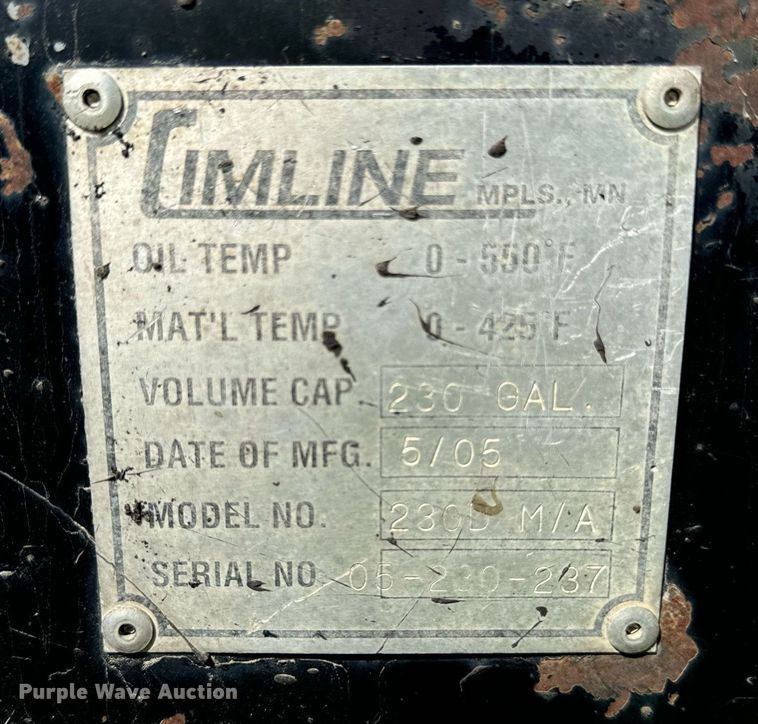 CIMLINE MPLS., MN
OIL TEMP 0 - 550°F
MAT'L TEMP 0 - 425°F
VOLUME CAP. 230 GAL.
DATE OF MFG. 5/05
MODEL NO. 230D M/A
SERIAL NO 05-230-237
Purple Wave Auction